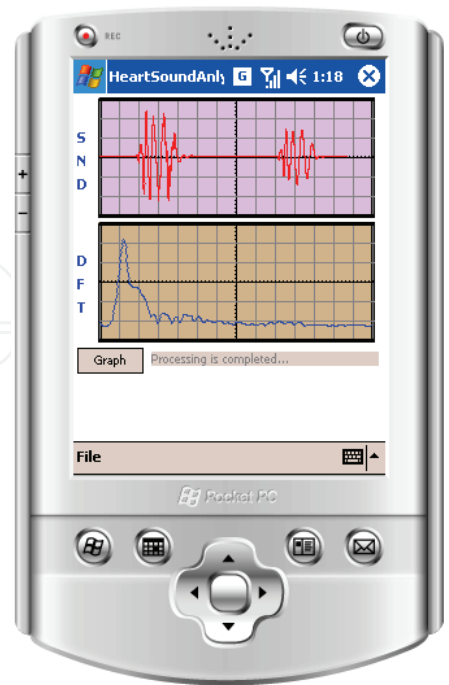 REC
HeartSoundAnly G 1:18
S
N
D
D
F
T
Graph Processing is completed...
File
Pocket PC